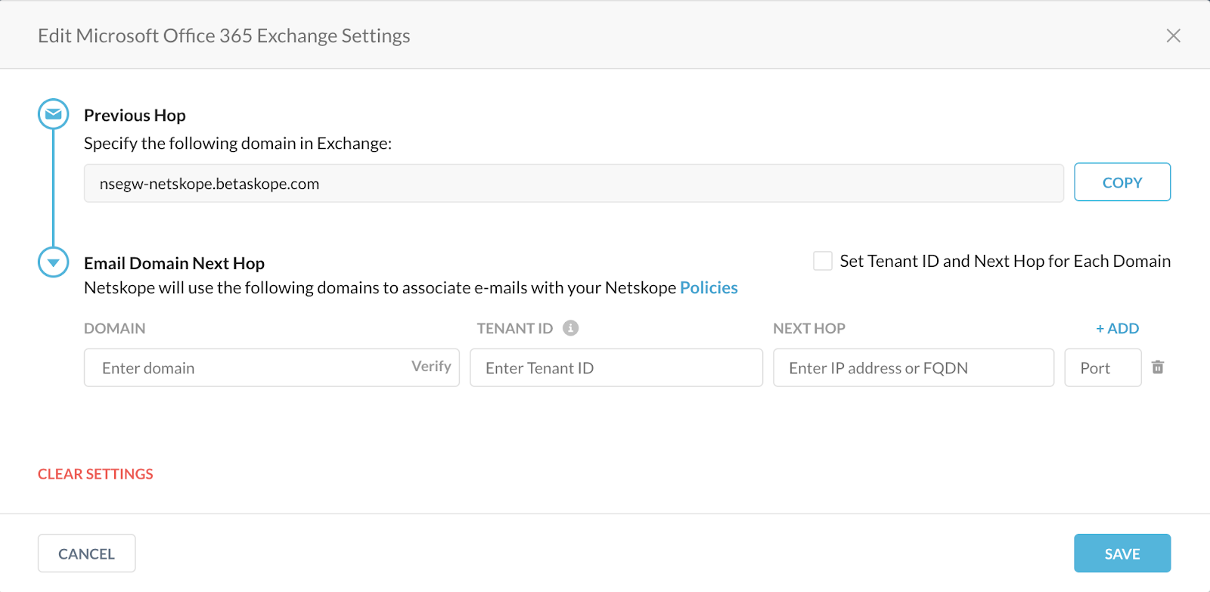 Edit Microsoft Office 365 Exchange Settings
Previous Hop
Specify the following domain in Exchange:
nsegw-netskope.betaskope.com
COPY
Email Domain Next Hop
Set Tenant ID and Next Hop for Each Domain
Netskope will use the following domains to associate e-mails with your Netskope Policies
DOMAIN
TENANT ID
NEXT HOP
+ ADD
Enter domain
Verify
Enter Tenant ID
Enter IP address or FQDN
Port
CLEAR SETTINGS
CANCEL
SAVE